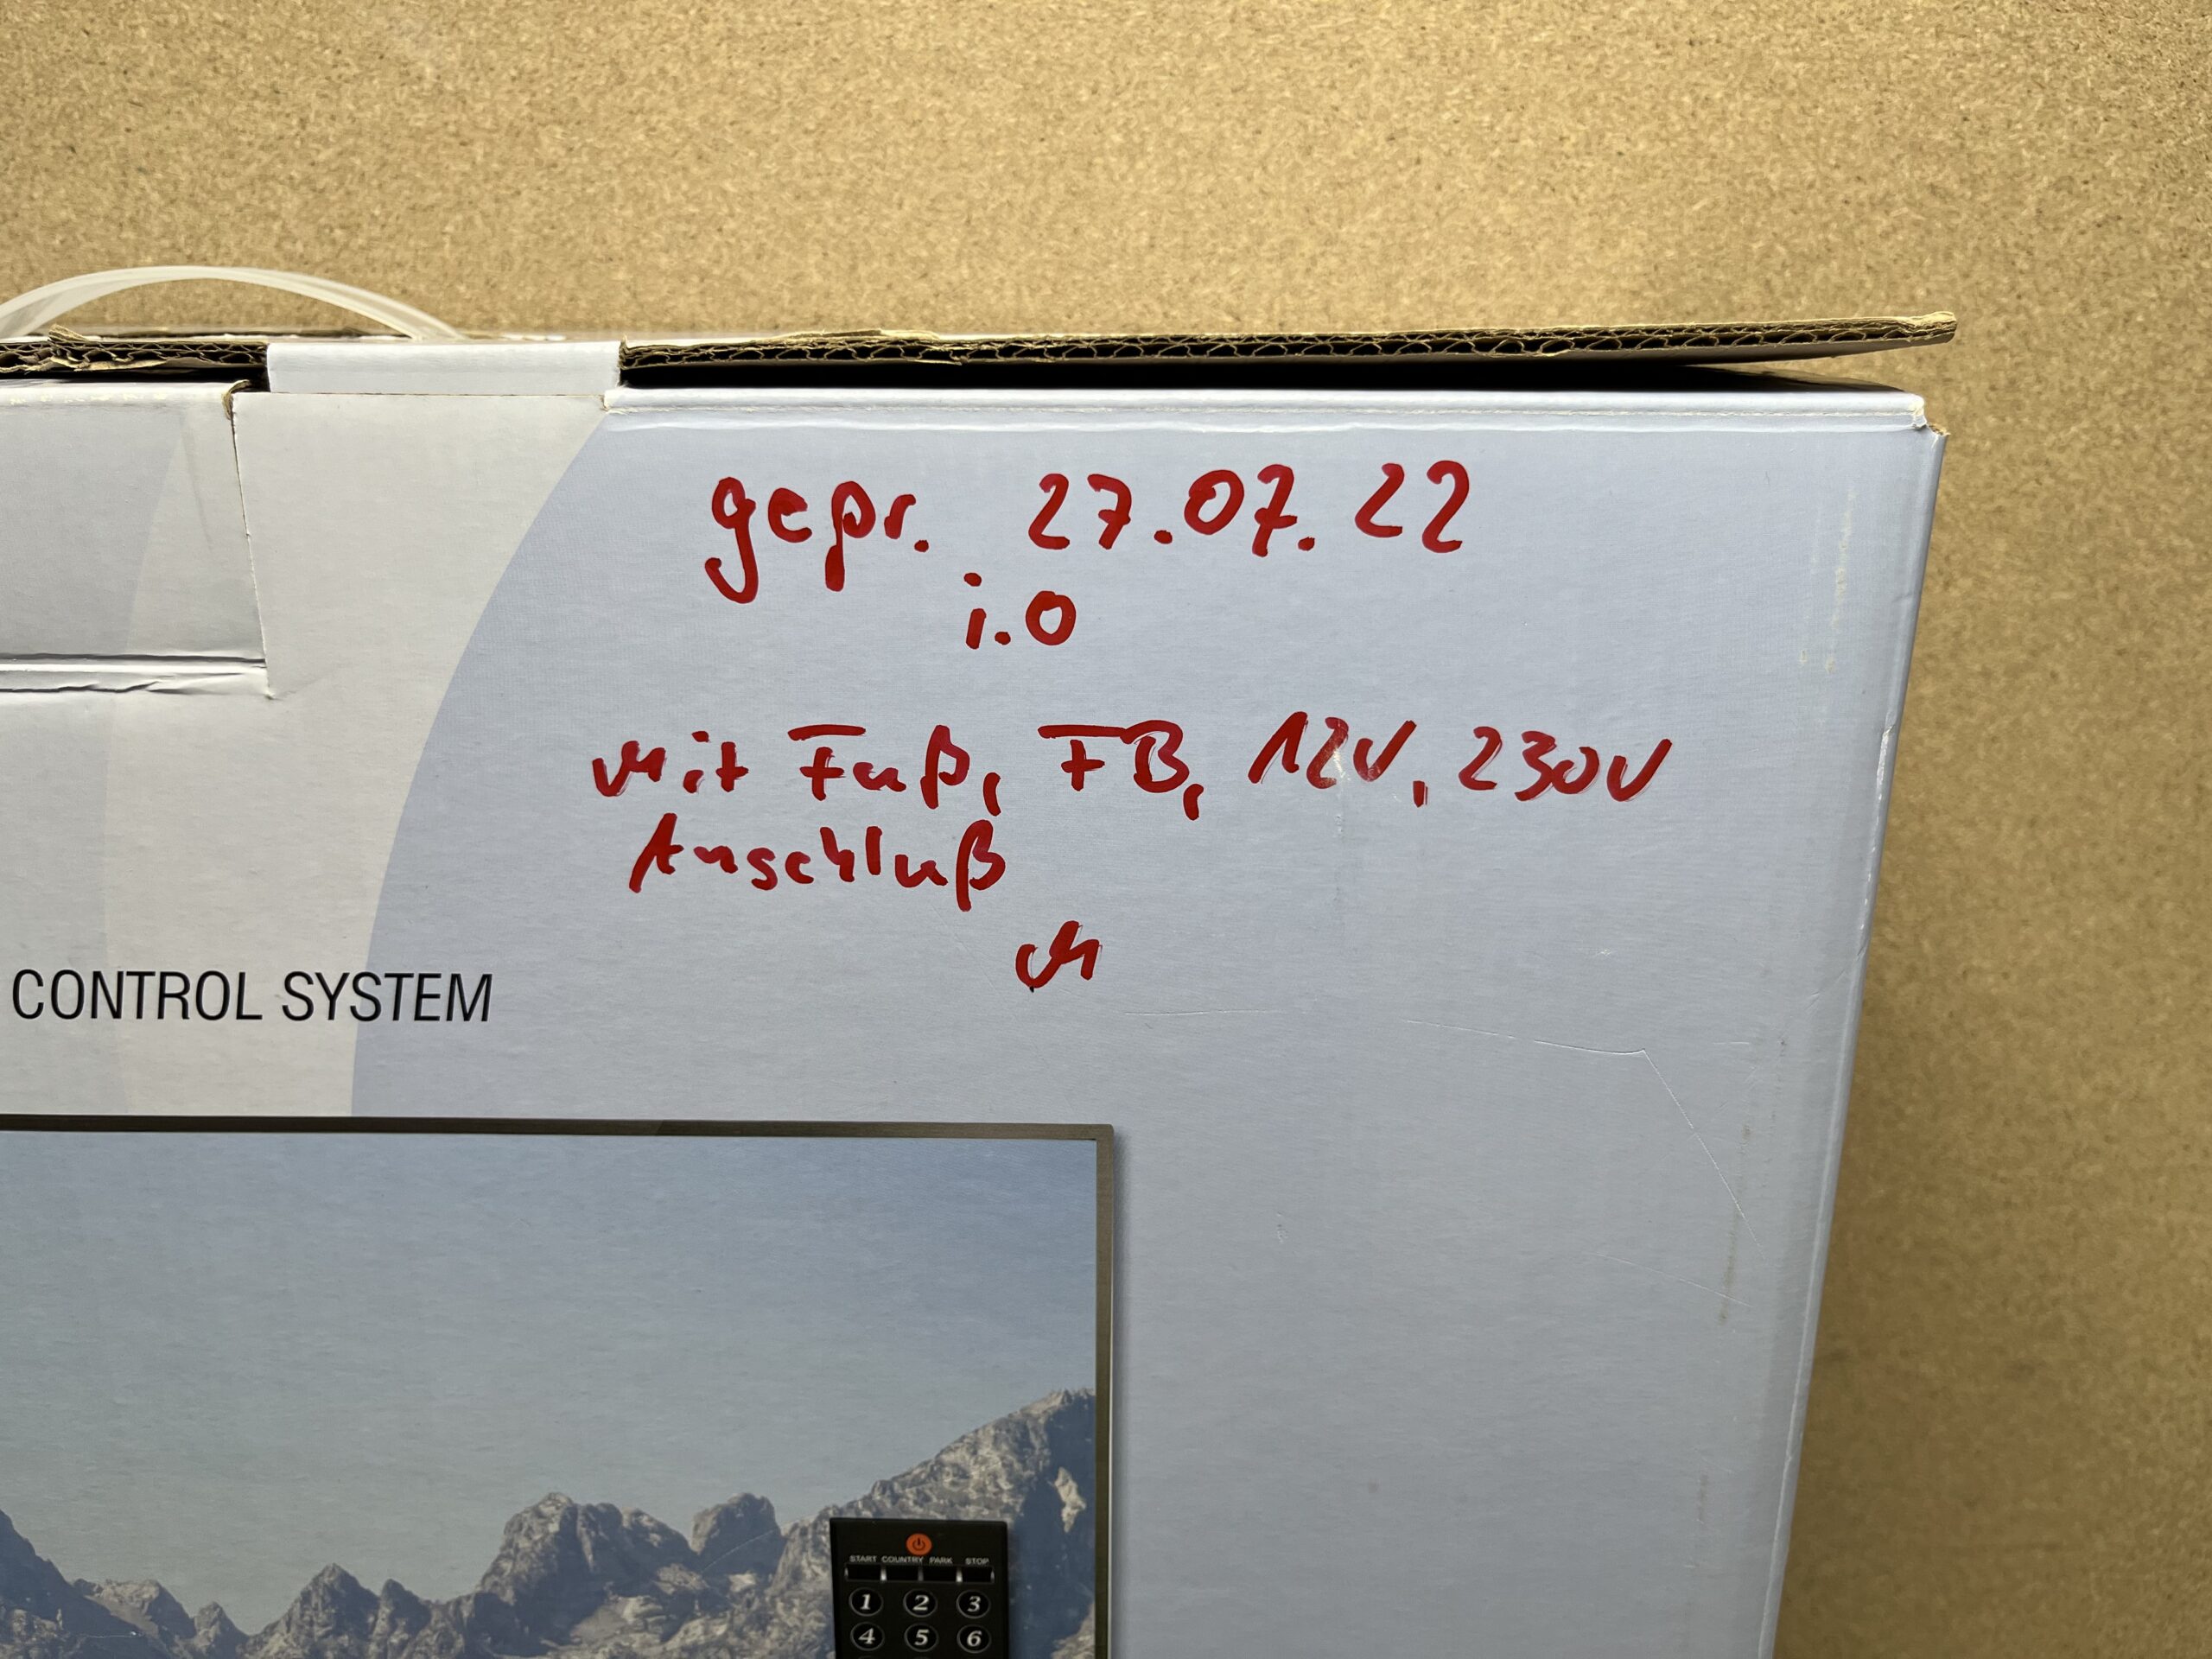 gepr. 27.07.22
i.O
Mit Fuß, FB, 12V, 230V
Anschluß
M
CONTROL SYSTEM
START COUNTRY PARK STOP
1 2 3
4 5 6